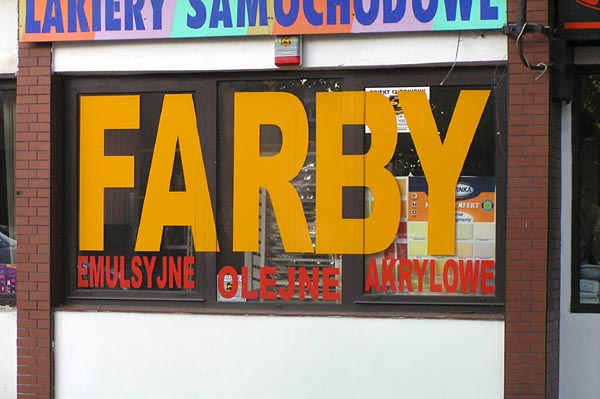 LAKIERY SAMOCHODOWE
FARBY
EMULSYJNE OLEJNE AKRYLOWE